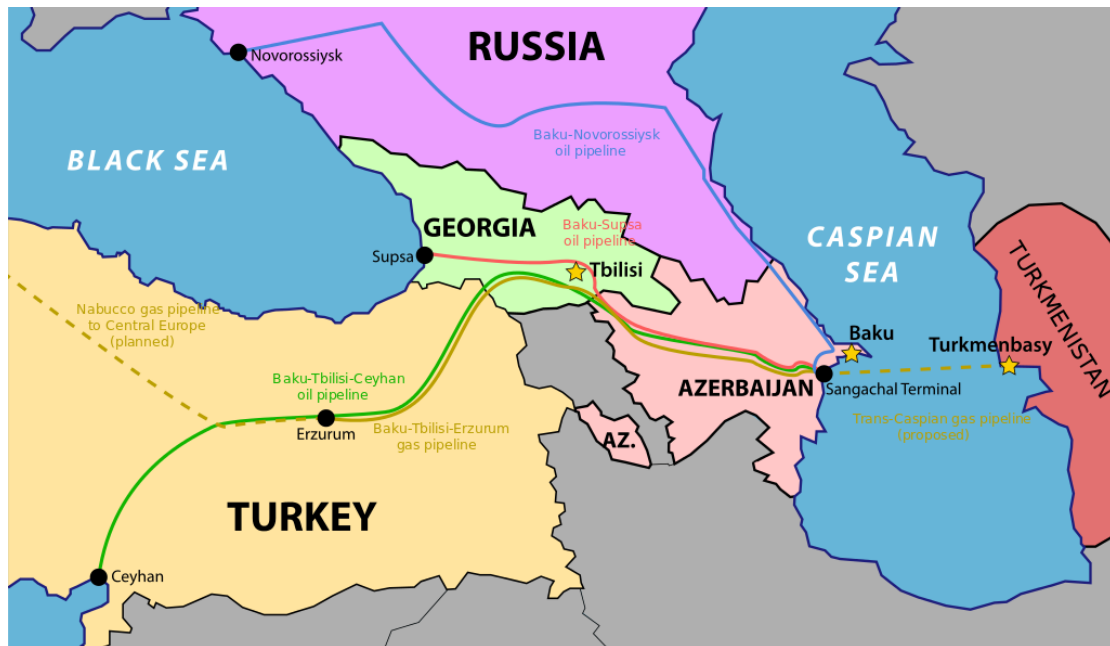 RUSSIA
Novorossiysk
Baku-Novorossiysk
oil pipeline
BLACK SEA
GEORGIA
Baku-Supsa
oil pipeline
Supsa
Tbilisi
CASPIAN
SEA
TURKMENISTAN
Nabucco gas pipeline
to Central Europe
(planned)
Baku
Turkmenbasy
Baku-Tbilisi-Ceyhan
oil pipeline
AZERBAIJAN
Sangachal Terminal
Erzurum
Baku-Tbilisi-Erzurum
gas pipeline
Trans-Caspian gas pipeline
(proposed)
AZ.
TURKEY
Ceyhan